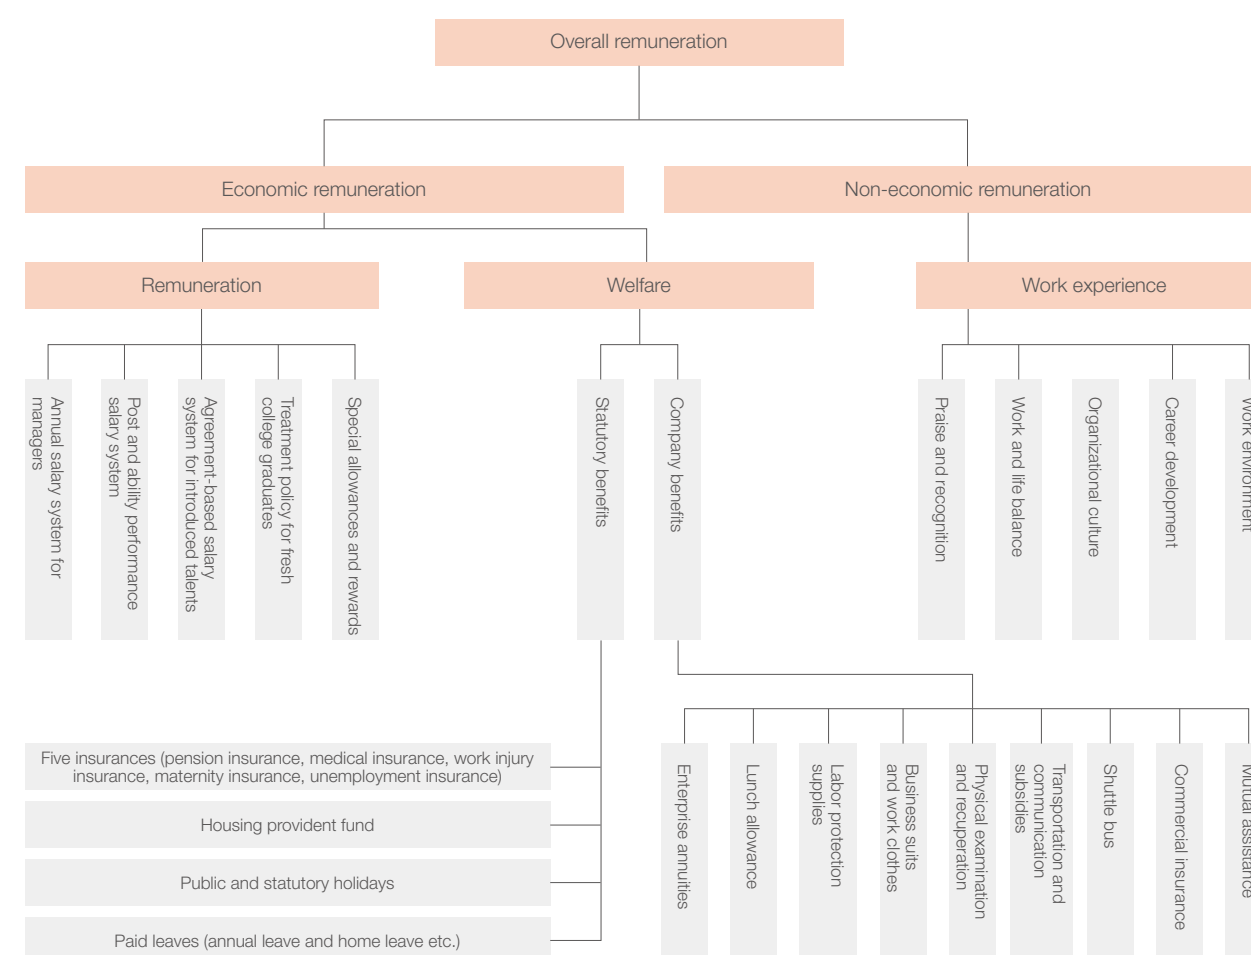 Overall remuneration
Economic remuneration
Non-economic remuneration
Remuneration
Welfare
Work experience
Annual salary system for
managers
Post and ability performance
salary system
Agreement-based salary
system for introduced talents
Treatment policy for fresh
college graduates
Special allowances and rewards
Statutory benefits
Company benefits
Praise and recognition
Work and life balance
Organizational culture
Career development
Work environment
Five insurances (pension insurance, medical insurance, work injury
insurance, maternity insurance, unemployment insurance)
Housing provident fund
Public and statutory holidays
Paid leaves (annual leave and home leave etc.)
Enterprise annuities
Lunch allowance
Labor protection
supplies
Business suits
and work clothes
Physical examination
and recuperation
Transportation and
communication
subsidies
Shuttle bus
Commercial insurance
Mutual assistance